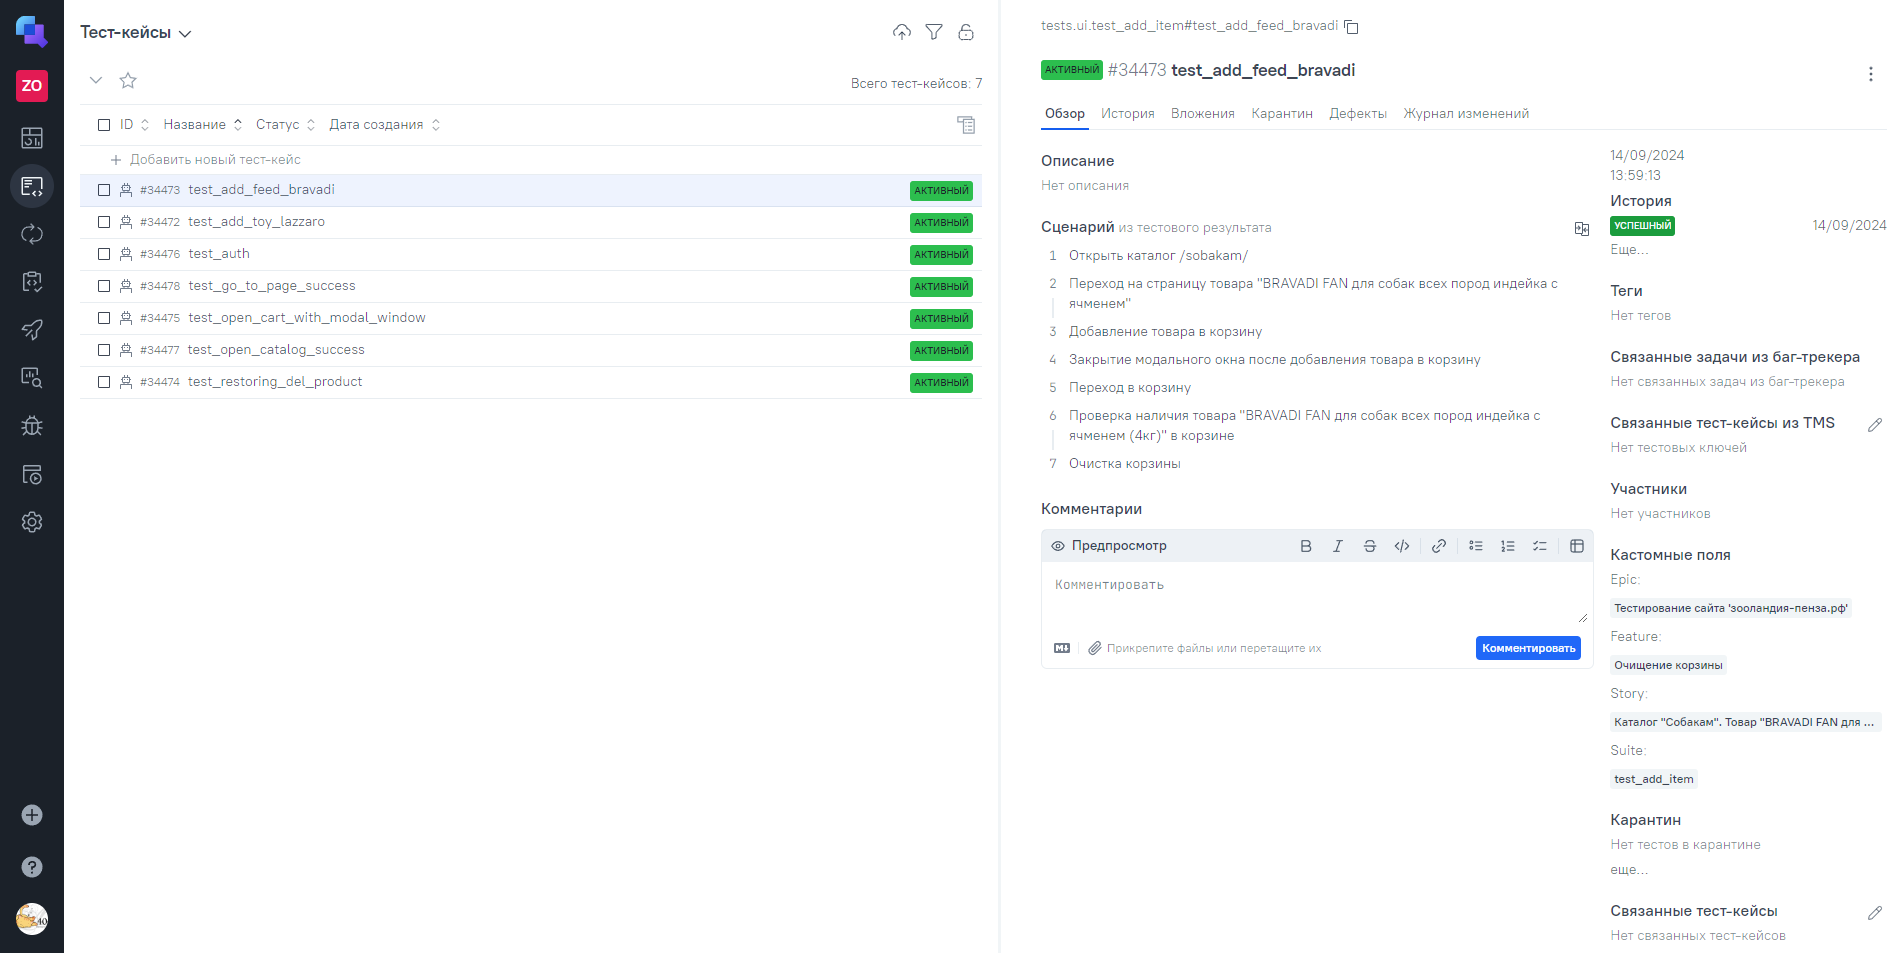 Тест-кейсы
ZO
Всего тест-кейсов: 7
ID Название Статус Дата создания
Добавить новый тест-кейс
#34473 test_add_feed_bravadi АКТИВНЫЙ
#34472 test_add_toy_lazzaro АКТИВНЫЙ
#34476 test_auth АКТИВНЫЙ
#34478 test_go_to_page_success АКТИВНЫЙ
#34475 test_open_cart_with_modal_window АКТИВНЫЙ
#34477 test_open_catalog_success АКТИВНЫЙ
#34474 test_restoring_del_product АКТИВНЫЙ
tests.ui.test_add_item#test_add_feed_bravadi
АКТИВНЫЙ #34473 test_add_feed_bravadi
Обзор История Вложения Карантин Дефекты Журнал изменений
Описание
Нет описания
Сценарий из тестового результата
1 Открыть каталог /sobakam/
2 Переход на страницу товара "BRAVADI FAN для собак всех пород индейка с
ячменем"
3 Добавление товара в корзину
4 Закрытие модального окна после добавления товара в корзину
5 Переход в корзину
6 Проверка наличия товара "BRAVADI FAN для собак всех пород индейка с
ячменем (4кг)" в корзине
7 Очистка корзины
Комментарии
Предпросмотр
Комментировать
Прикрепите файлы или перетащите их
Комментировать
14/09/2024
13:59:13
История
УСПЕШНЫЙ 14/09/2024
Еще...
Теги
Нет тегов
Связанные задачи из баг-трекера
Нет связанных задач из баг-трекера
Связанные тест-кейсы из TMS
Нет тестовых ключей
Участники
Нет участников
Кастомные поля
Epic:
Тестирование сайта 'зооландия-пенза.рф'
Feature:
Очищение корзины
Story:
Каталог "Собакам". Товар "BRAVADI FAN для ...
Suite:
test_add_item
Карантин
Нет тестов в карантине
еще...
Связанные тест-кейсы
Нет связанных тест-кейсов